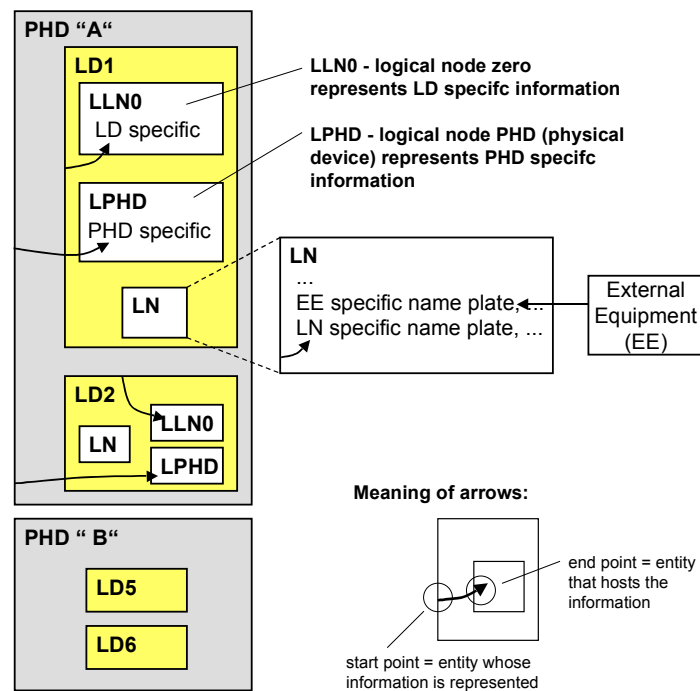 PHD “A“
LD1
LLN0
LD specific
LPHD
PHD specific
LN
LD2
LLN0
LN
LPHD
PHD “ B“
LD5
LD6
LLN0 - logical node zero
represents LD specifc information
LPHD - logical node PHD (physical
device) represents PHD specifc
information
LN
...
EE specific name plate, ...
LN specific name plate, ...
External
Equipment
(EE)
Meaning of arrows:
end point = entity
that hosts the
information
start point = entity whose
information is represented